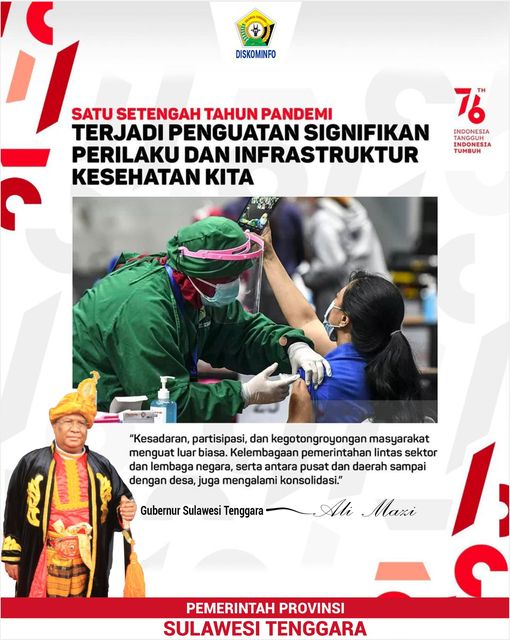 DISKOMINFO
76 TH
INDONESIA
TANGGUH
INDONESIA
TUMBUH
SATU SETENGAH TAHUN PANDEMI
TERJADI PENGUATAN SIGNIFIKAN
PERILAKU DAN INFRASTRUKTUR
KESEHATAN KITA
“Kesadaran, partisipasi, dan kegotongroyongan masyarakat
menguat luar biasa. Kelembagaan pemerintahan lintas sektor
dan lembaga negara, serta antara pusat dan daerah sampai
dengan desa, juga mengalami konsolidasi.”
Gubernur Sulawesi Tenggara Ali Mazi
PEMERINTAH PROVINSI
SULAWESI TENGGARA